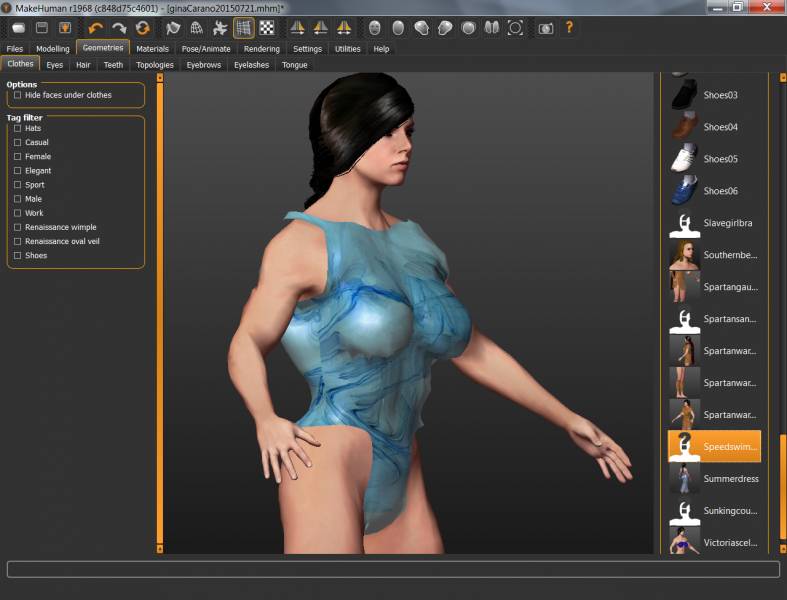 MakeHuman r1968 (c848d75c4601) - [ginaCarano20150721.mhm]*
Files Modelling Geometries Materials Pose/Animate Rendering Settings Utilities Help
Clothes Eyes Hair Teeth Topologies Eyebrows Eyelashes Tongue
Options
Hide faces under clothes
Tag filter
Hats
Casual
Female
Elegant
Sport
Male
Work
Renaissance wimple
Renaissance oval veil
Shoes
Shoes03
Shoes04
Shoes05
Shoes06
Slavegirlbra
Southernbe...
Spartangau...
Spartansan...
Spartanwar...
Spartanwar...
Spartanwar...
Speedswim...
Summerdress
Sunkingcou...
Victoriascel...